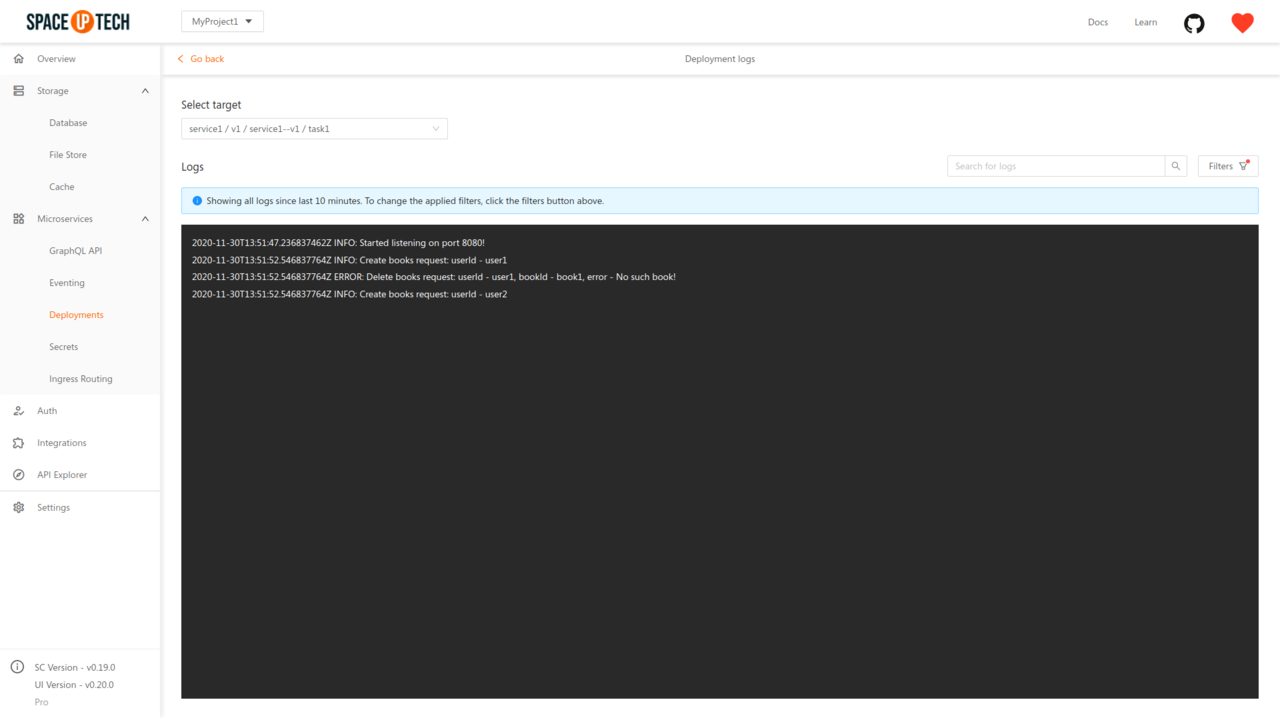 SPACE UP TECH
MyProject1
Docs
Learn
Overview
Storage
Database
File Store
Cache
Microservices
GraphQL API
Eventing
Deployments
Secrets
Ingress Routing
Auth
Integrations
API Explorer
Settings
SC Version - v0.19.0
UI Version - v0.20.0
Pro
Go back
Deployment logs
Select target
service1 / v1 / service1--v1 / task1
Logs
Search for logs
Filters
Showing all logs since last 10 minutes. To change the applied filters, click the filters button above.
2020-11-30T13:51:47.236837462Z INFO: Started listening on port 8080!
2020-11-30T13:51:52.546837764Z INFO: Create books request: userId - user1
2020-11-30T13:51:52.546837764Z ERROR: Delete books request: userId - user1, bookId - book1, error - No such book!
2020-11-30T13:51:52.546837764Z INFO: Create books request: userId - user2